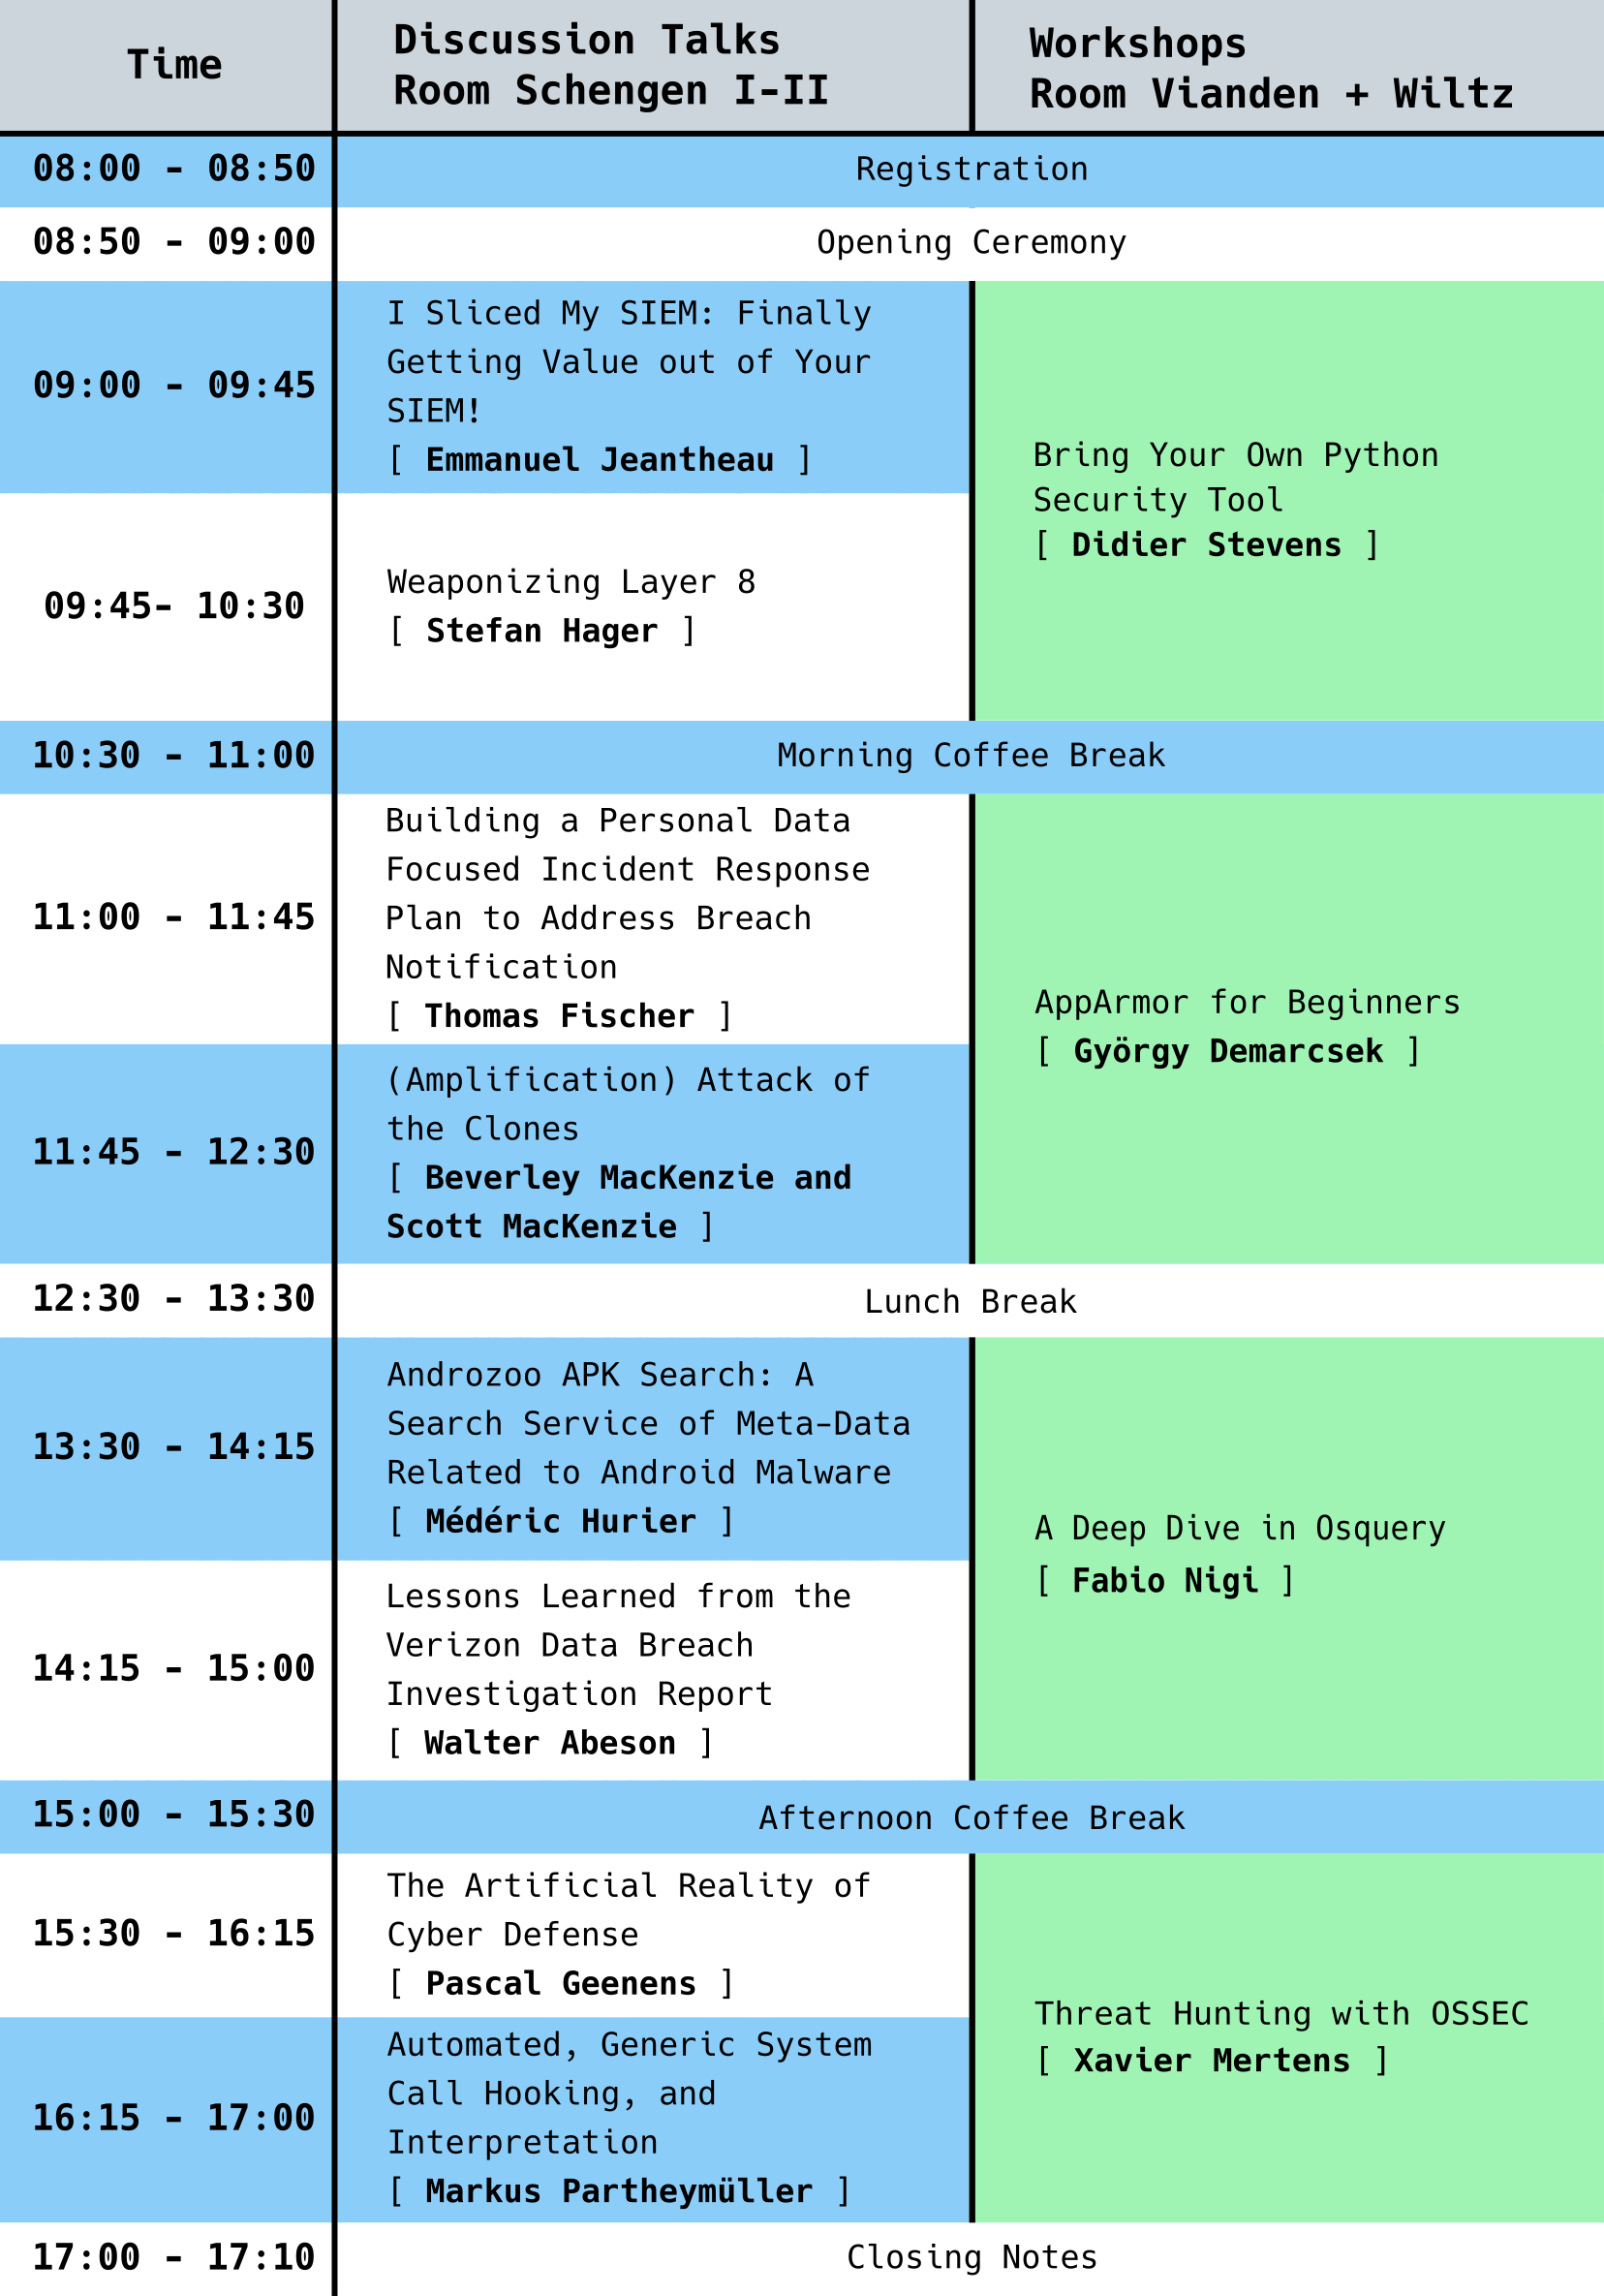 Time
Discussion Talks
Room Schengen I-II
Workshops
Room Vianden + Wiltz
08:00 - 08:50
Registration
08:50 - 09:00
Opening Ceremony
09:00 - 09:45
I Sliced My SIEM: Finally
Getting Value out of Your
SIEM!
[ Emmanuel Jeantheau ]
Bring Your Own Python
Security Tool
[ Didier Stevens ]
09:45- 10:30
Weaponizing Layer 8
[ Stefan Hager ]
10:30 - 11:00
Morning Coffee Break
11:00 - 11:45
Building a Personal Data
Focused Incident Response
Plan to Address Breach
Notification
[ Thomas Fischer ]
AppArmor for Beginners
[ György Demarcsek ]
11:45 - 12:30
(Amplification) Attack of
the Clones
[ Beverley MacKenzie and
Scott MacKenzie ]
12:30 - 13:30
Lunch Break
13:30 - 14:15
Androzoo APK Search: A
Search Service of Meta-Data
Related to Android Malware
[ Médéric Hurier ]
A Deep Dive in Osquery
[ Fabio Nigi ]
14:15 - 15:00
Lessons Learned from the
Verizon Data Breach
Investigation Report
[ Walter Abeson ]
15:00 - 15:30
Afternoon Coffee Break
15:30 - 16:15
The Artificial Reality of
Cyber Defense
[ Pascal Geenens ]
Threat Hunting with OSSEC
[ Xavier Mertens ]
16:15 - 17:00
Automated, Generic System
Call Hooking, and
Interpretation
[ Markus Partheymüller ]
17:00 - 17:10
Closing Notes